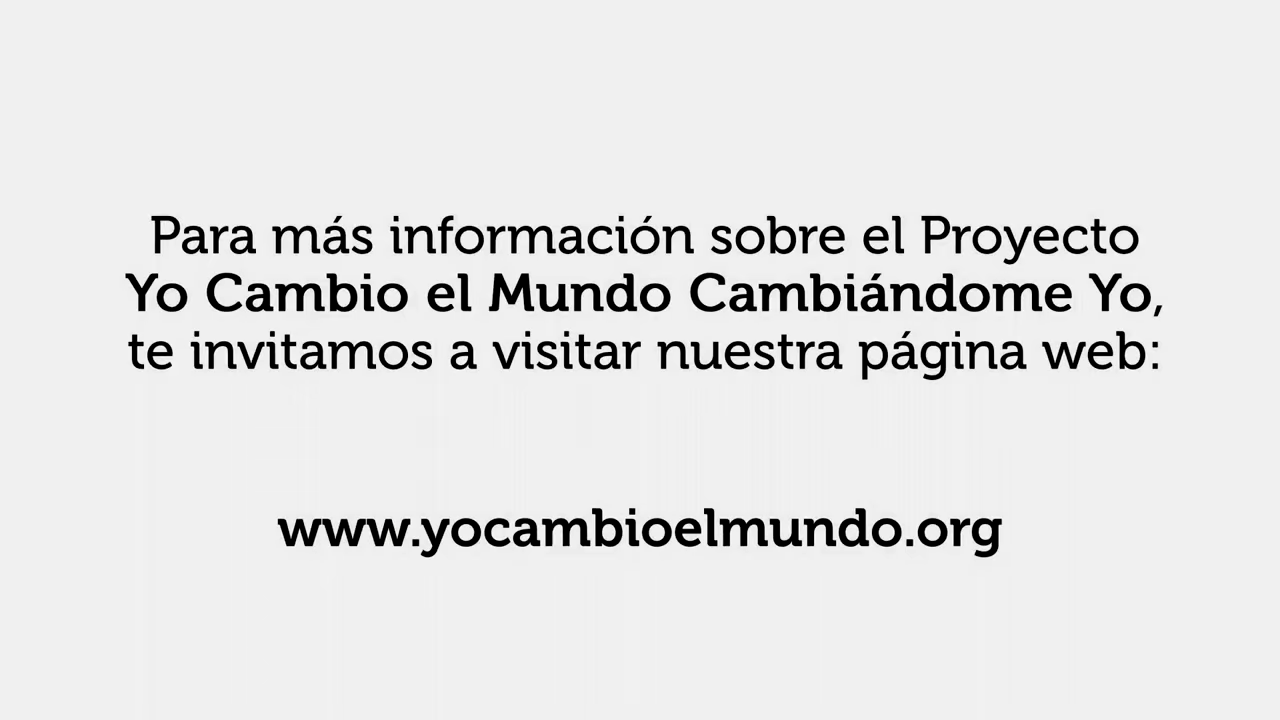 Para más información sobre el Proyecto
Yo Cambio el Mundo Cambiándome Yo,
te invitamos a visitar nuestra página web:
www.yocambioelmundo.org